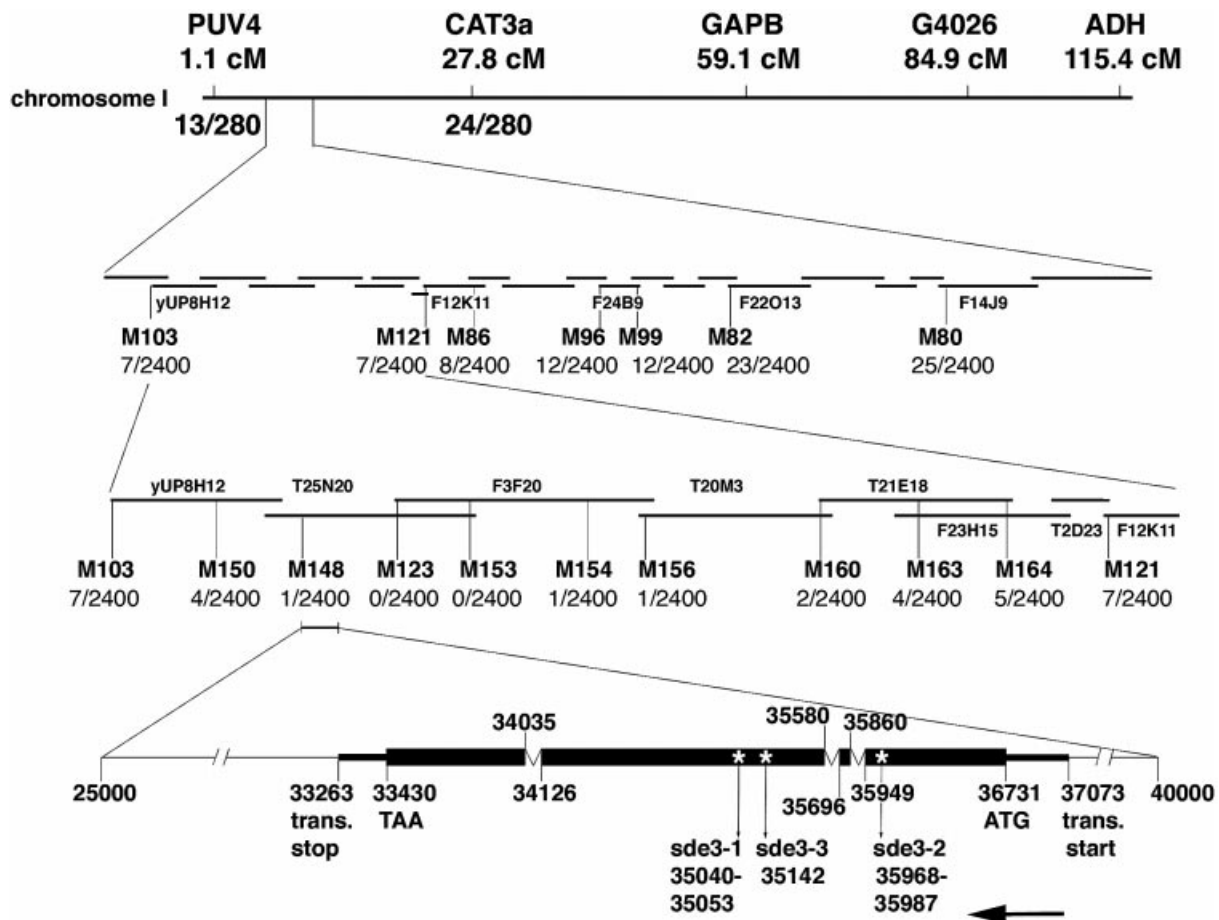 PUV4 CAT3a GAPB G4026 ADH
1.1 cM 27.8 cM 59.1 cM 84.9 cM 115.4 cM
chromosome I
13/280 24/280
yUP8H12 F12K11 F24B9 F22O13 F14J9
M103 M121 M86 M96 M99 M82 M80
7/2400 7/2400 8/2400 12/2400 12/2400 23/2400 25/2400
yUP8H12 T25N20 F3F20 T20M3 T21E18
F23H15 T2D23 F12K11
M103 M150 M148 M123 M153 M154 M156 M160 M163 M164 M121
7/2400 4/2400 1/2400 0/2400 0/2400 1/2400 1/2400 2/2400 4/2400 5/2400 7/2400
34035 35580 35860
* * *
25000 33263 33430 34126 35696 35949 36731 37073 40000
trans. TAA ATG trans.
stop start
sde3-1 sde3-3 sde3-2
35040- 35142 35968-
35053 35987